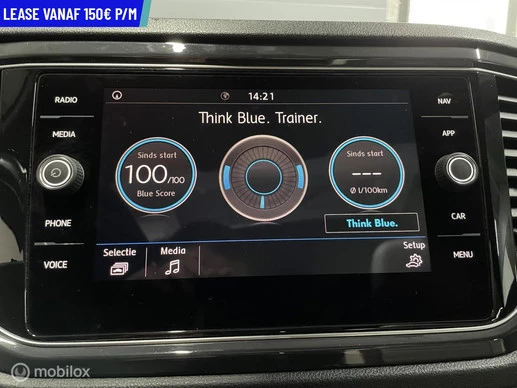 LEASE VANAF 150€ P/M
RADIO
MEDIA
PHONE
VOICE
14:21
Think Blue. Trainer.
Sinds start
100/100
Blue Score
Sinds start
---
Ø l/100km
Think Blue.
Selectie
Media
Setup
NAV
APP
CAR
MENU
mobilox